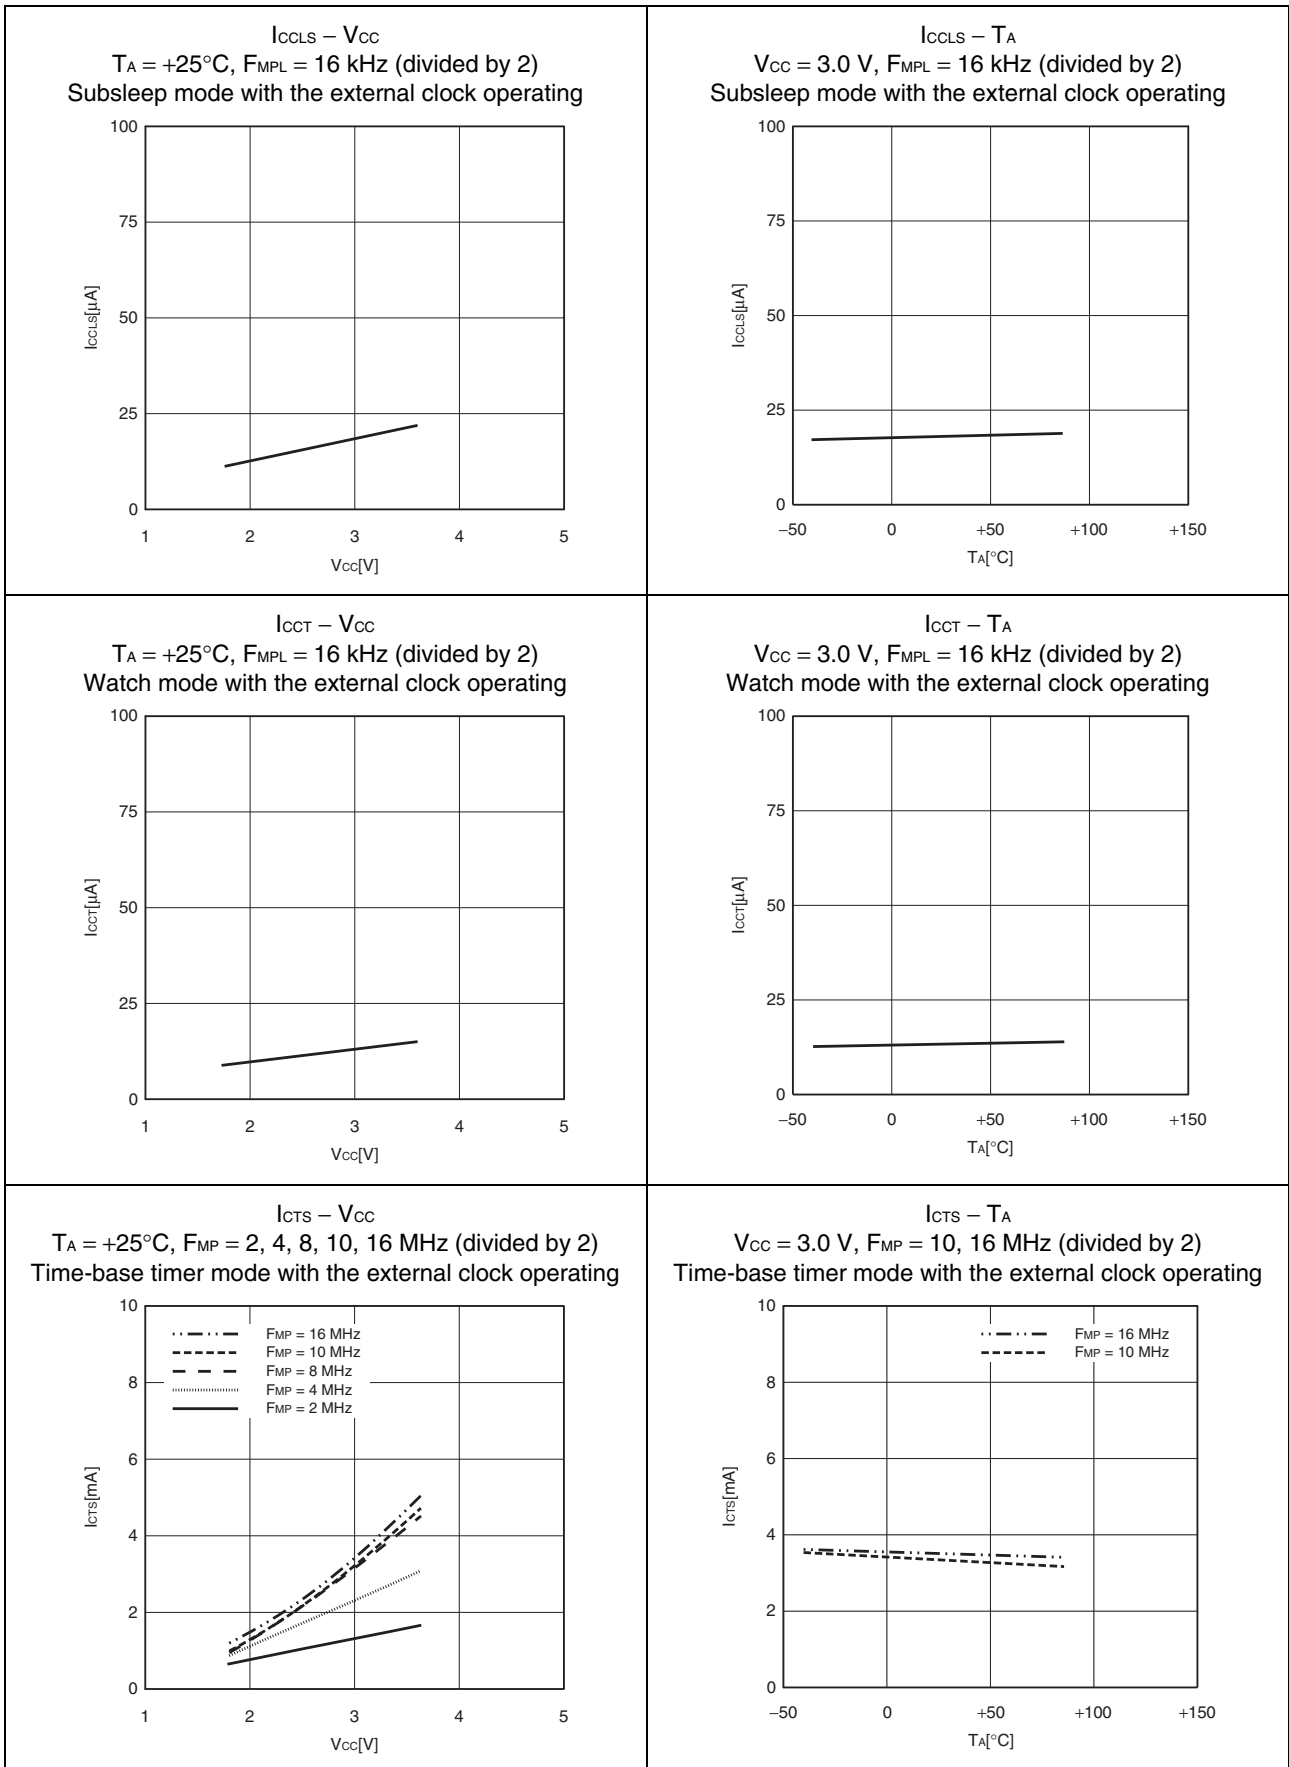 ICCLS – VCC
TA = +25°C, FMPL = 16 kHz (divided by 2)
Subsleep mode with the external clock operating
100
75
50
25
0
ICCLS[µA]
1 2 3 4 5
VCC[V]
ICCLS – TA
VCC = 3.0 V, FMPL = 16 kHz (divided by 2)
Subsleep mode with the external clock operating
100
75
50
25
0
ICCLS[µA]
–50 0 +50 +100 +150
TA[°C]
ICCT – VCC
TA = +25°C, FMPL = 16 kHz (divided by 2)
Watch mode with the external clock operating
100
75
50
25
0
ICCT[µA]
1 2 3 4 5
VCC[V]
ICCT – TA
VCC = 3.0 V, FMPL = 16 kHz (divided by 2)
Watch mode with the external clock operating
100
75
50
25
0
ICCT[µA]
–50 0 +50 +100 +150
TA[°C]
ICTS – VCC
TA = +25°C, FMP = 2, 4, 8, 10, 16 MHz (divided by 2)
Time-base timer mode with the external clock operating
10
8
6
4
2
0
ICTS[mA]
FMP = 16 MHz
FMP = 10 MHz
FMP = 8 MHz
FMP = 4 MHz
FMP = 2 MHz
1 2 3 4 5
VCC[V]
ICTS – TA
VCC = 3.0 V, FMP = 10, 16 MHz (divided by 2)
Time-base timer mode with the external clock operating
10
8
6
4
2
0
ICTS[mA]
FMP = 16 MHz
FMP = 10 MHz
–50 0 +50 +100 +150
TA[°C]